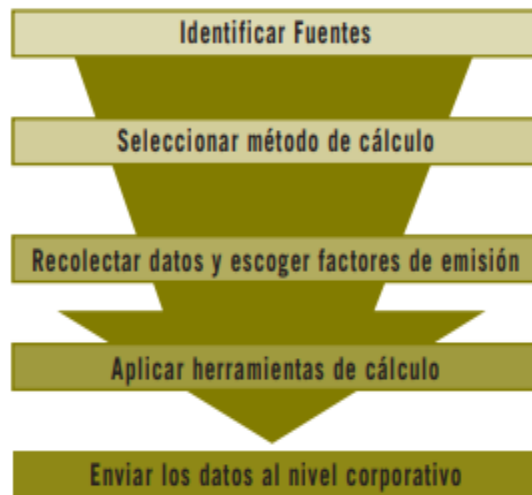 Identificar Fuentes
Seleccionar método de cálculo
Recolectar datos y escoger factores de emisión
Aplicar herramientas de cálculo
Enviar los datos al nivel corporativo